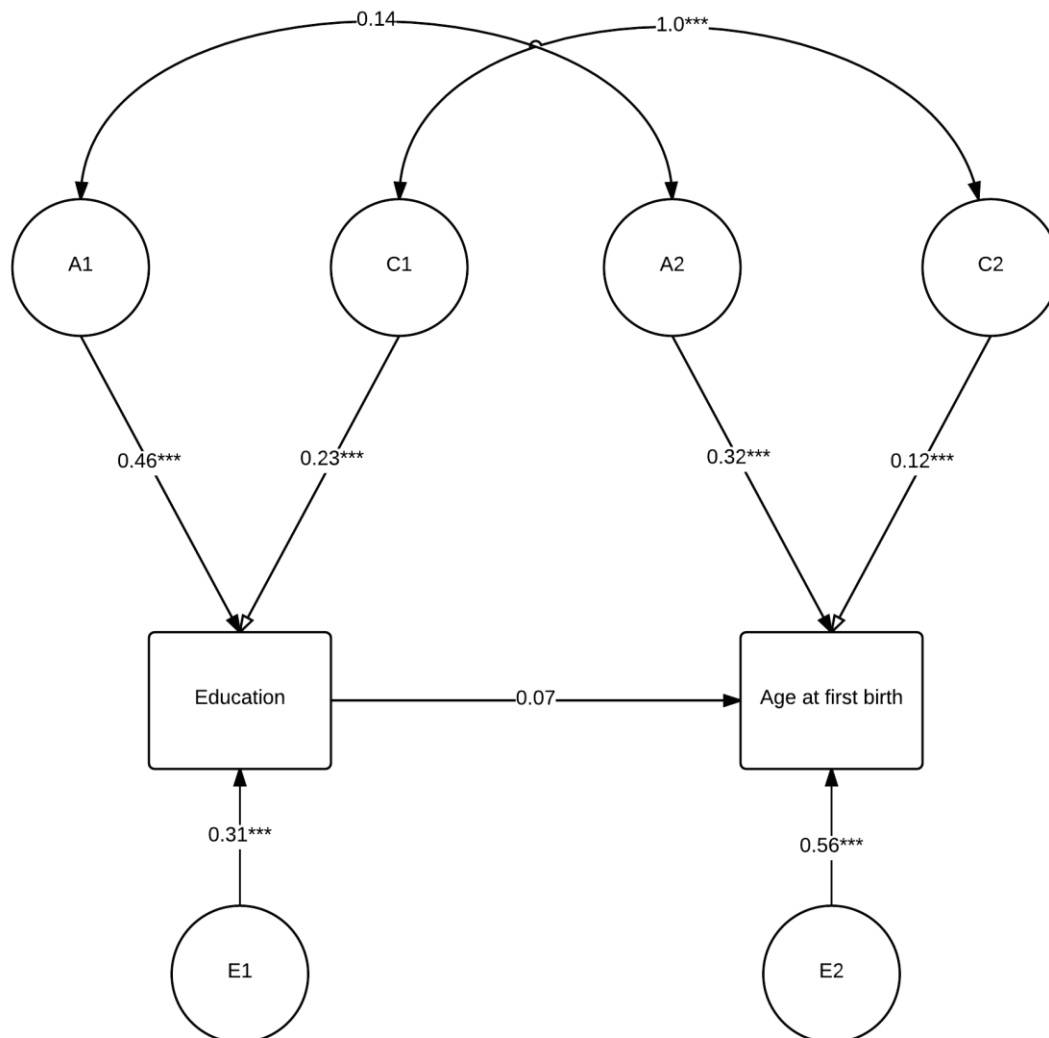 0.14
1.0***
A1
C1
A2
C2
0.46***
0.23***
0.32***
0.12***
Education
0.07
Age at first birth
0.31***
0.56***
E1
E2